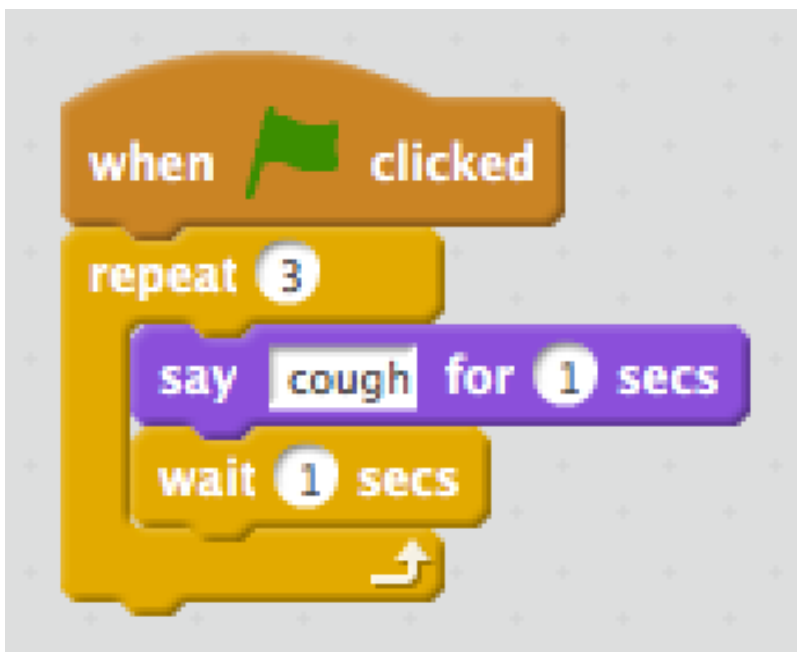 when clicked
repeat 3
say cough for 1 secs
wait 1 secs